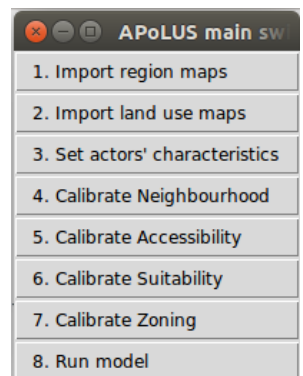 APoLUS main sw
1. Import region maps
2. Import land use maps
3. Set actors' characteristics
4. Calibrate Neighbourhood
5. Calibrate Accessibility
6. Calibrate Suitability
7. Calibrate Zoning
8. Run model